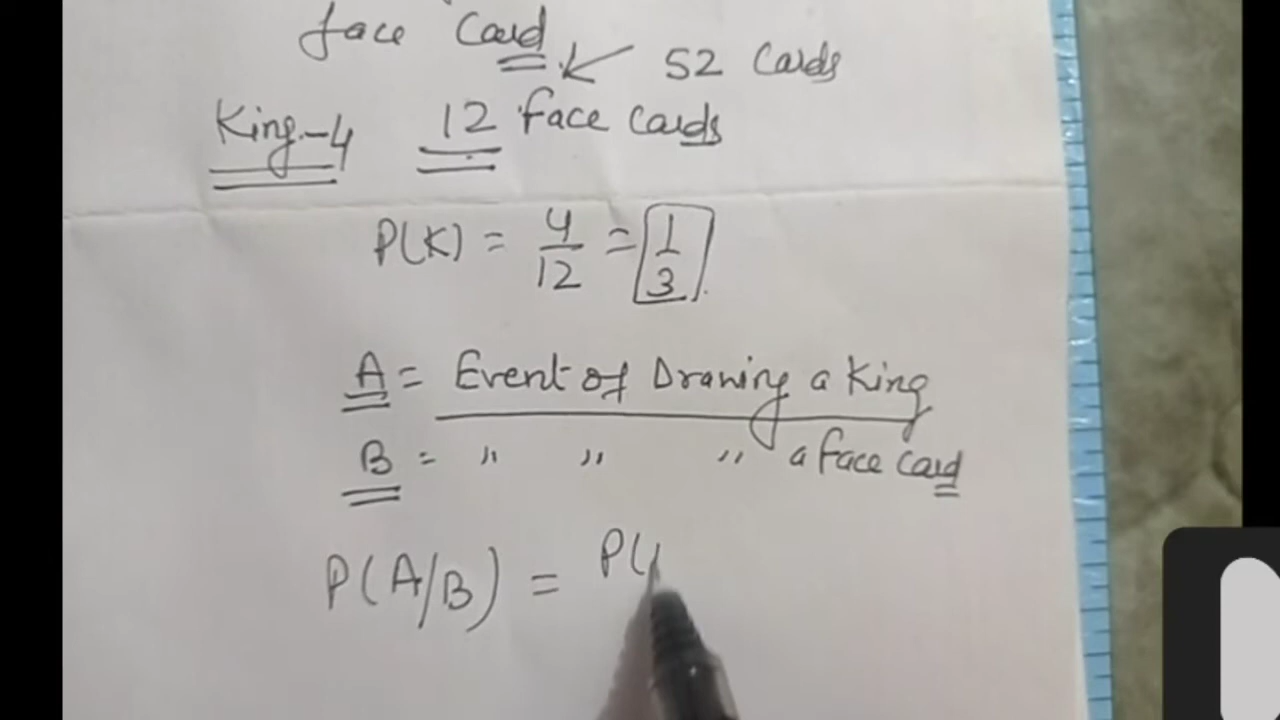 face Card
52 Cards
King-4 12 Face Cards
P(K) = 4/12 = 1/3
A = Event of Drawing a King
B = " " " a Face Card
P(A/B) = P(